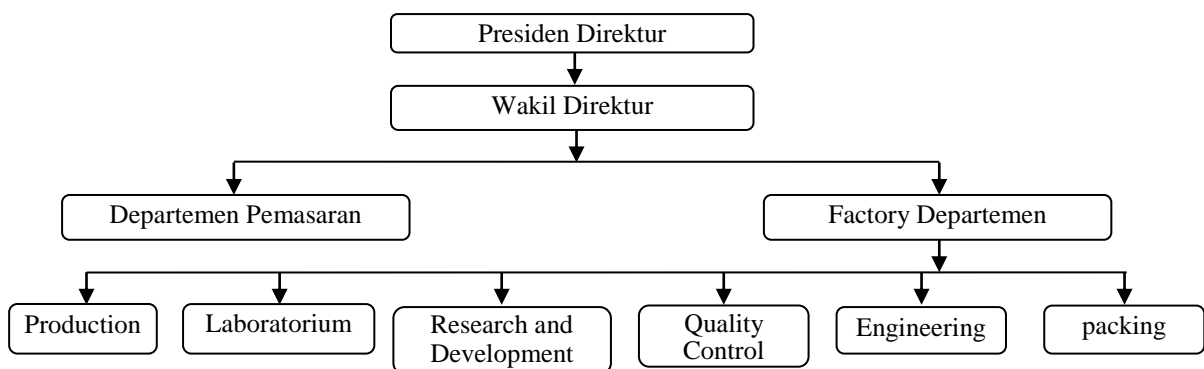 Presiden Direktur
Wakil Direktur
Departemen Pemasaran
Factory Departemen
Production
Laboratorium
Research and
Development
Quality
Control
Engineering
packing